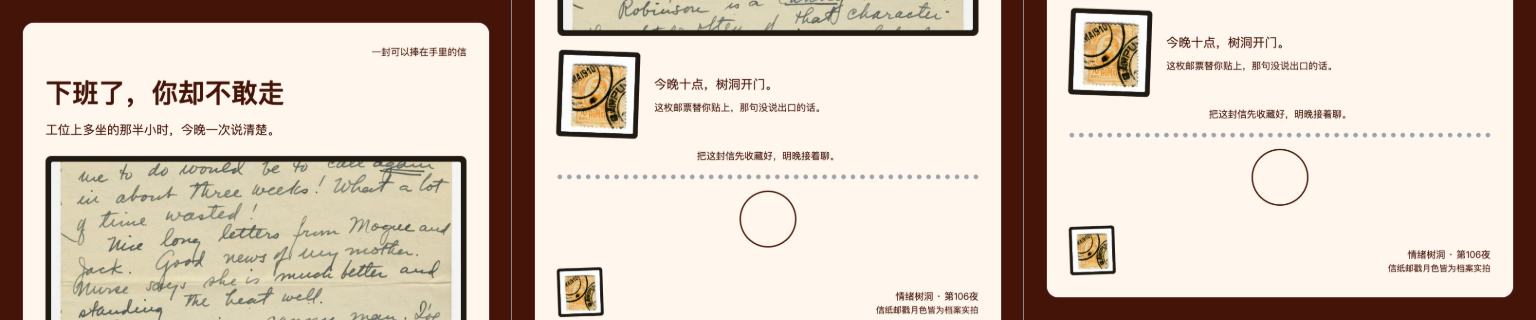 一封可以捧在手里的信
下班了，你却不敢走
工位上多坐的那半小时，今晚一次说清楚。
me to do would be to call again
in about three weeks! What a lot
of time wasted!
Nice long letters from Mogue and
Jack. Good news of my mother.
Nurse says she is much better and
standing the heat well.
man. I've
Robinson is a that character
今晚十点，树洞开门。
这枚邮票替你贴上，那句没说出口的话。
把这封信先收藏好，明晚接着聊。
情绪树洞 · 第106夜
信纸邮戳月色皆为档案实拍
今晚十点，树洞开门。
这枚邮票替你贴上，那句没说出口的话。
把这封信先收藏好，明晚接着聊。
情绪树洞 · 第106夜
信纸邮戳月色皆为档案实拍